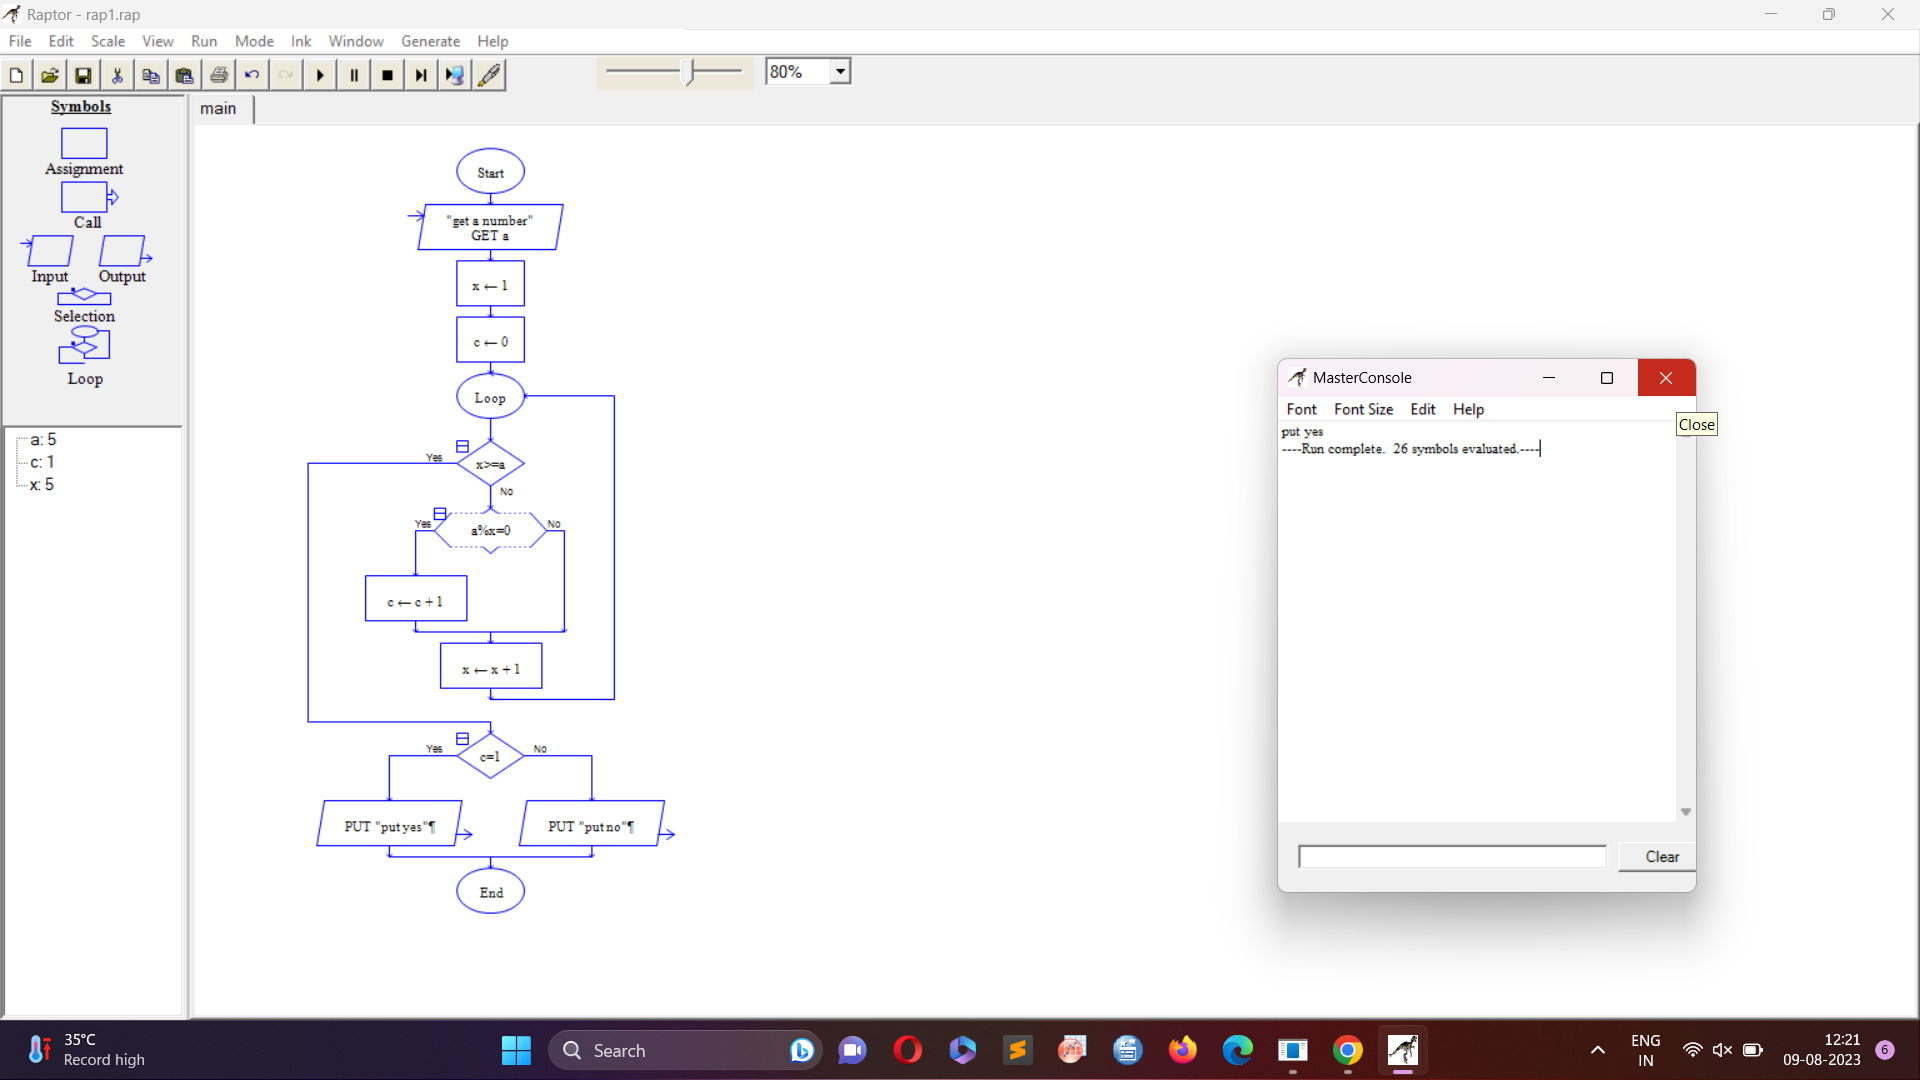 Raptor - rap1.rap
File Edit Scale View Run Mode Ink Window Generate Help
80%
Symbols
Assignment
Call
Input Output
Selection
Loop
a: 5
c: 1
x: 5
main
Start
"get a number"
GET a
x ← 1
c ← 0
Loop
Yes
x>=a
No
Yes
a%x=0
No
c ← c + 1
x ← x + 1
Yes
c=1
No
PUT "put yes"¶
PUT "put no"¶
End
MasterConsole
Font Font Size Edit Help
Close
put yes
----Run complete. 26 symbols evaluated.----
Clear
35°C
Record high
Search
ENG
IN
12:21
09-08-2023
6